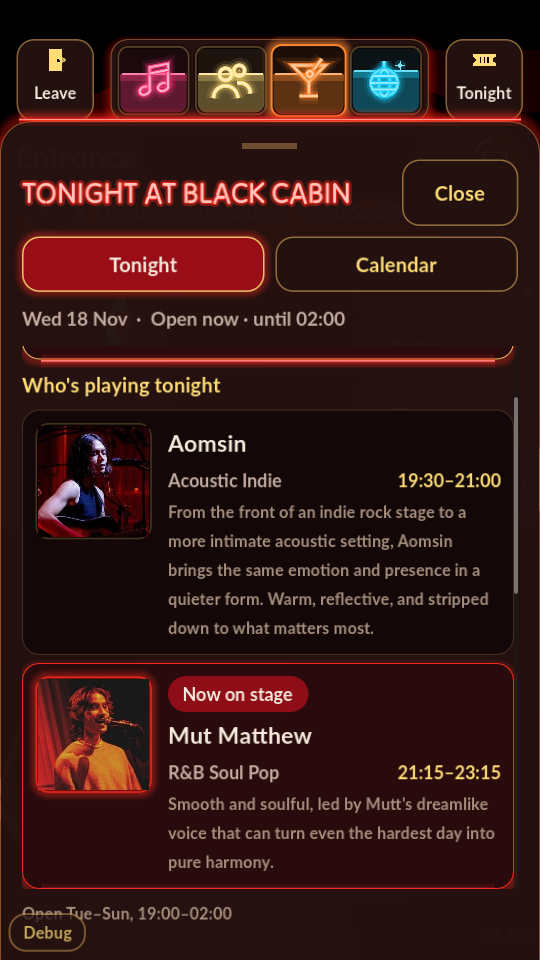 Leave
Tonight
Entrance
TONIGHT AT BLACK CABIN
Close
Tonight
Calendar
Wed 18 Nov · Open now · until 02:00
Who's playing tonight
Aomsin
Acoustic Indie
19:30–21:00
From the front of an indie rock stage to a
more intimate acoustic setting, Aomsin
brings the same emotion and presence in a
quieter form. Warm, reflective, and stripped
down to what matters most.
Now on stage
Mut Matthew
R&B Soul Pop
21:15–23:15
Smooth and soulful, led by Mutt's dreamlike
voice that can turn even the hardest day into
pure harmony.
Open Tue–Sun, 19:00–02:00
Debug